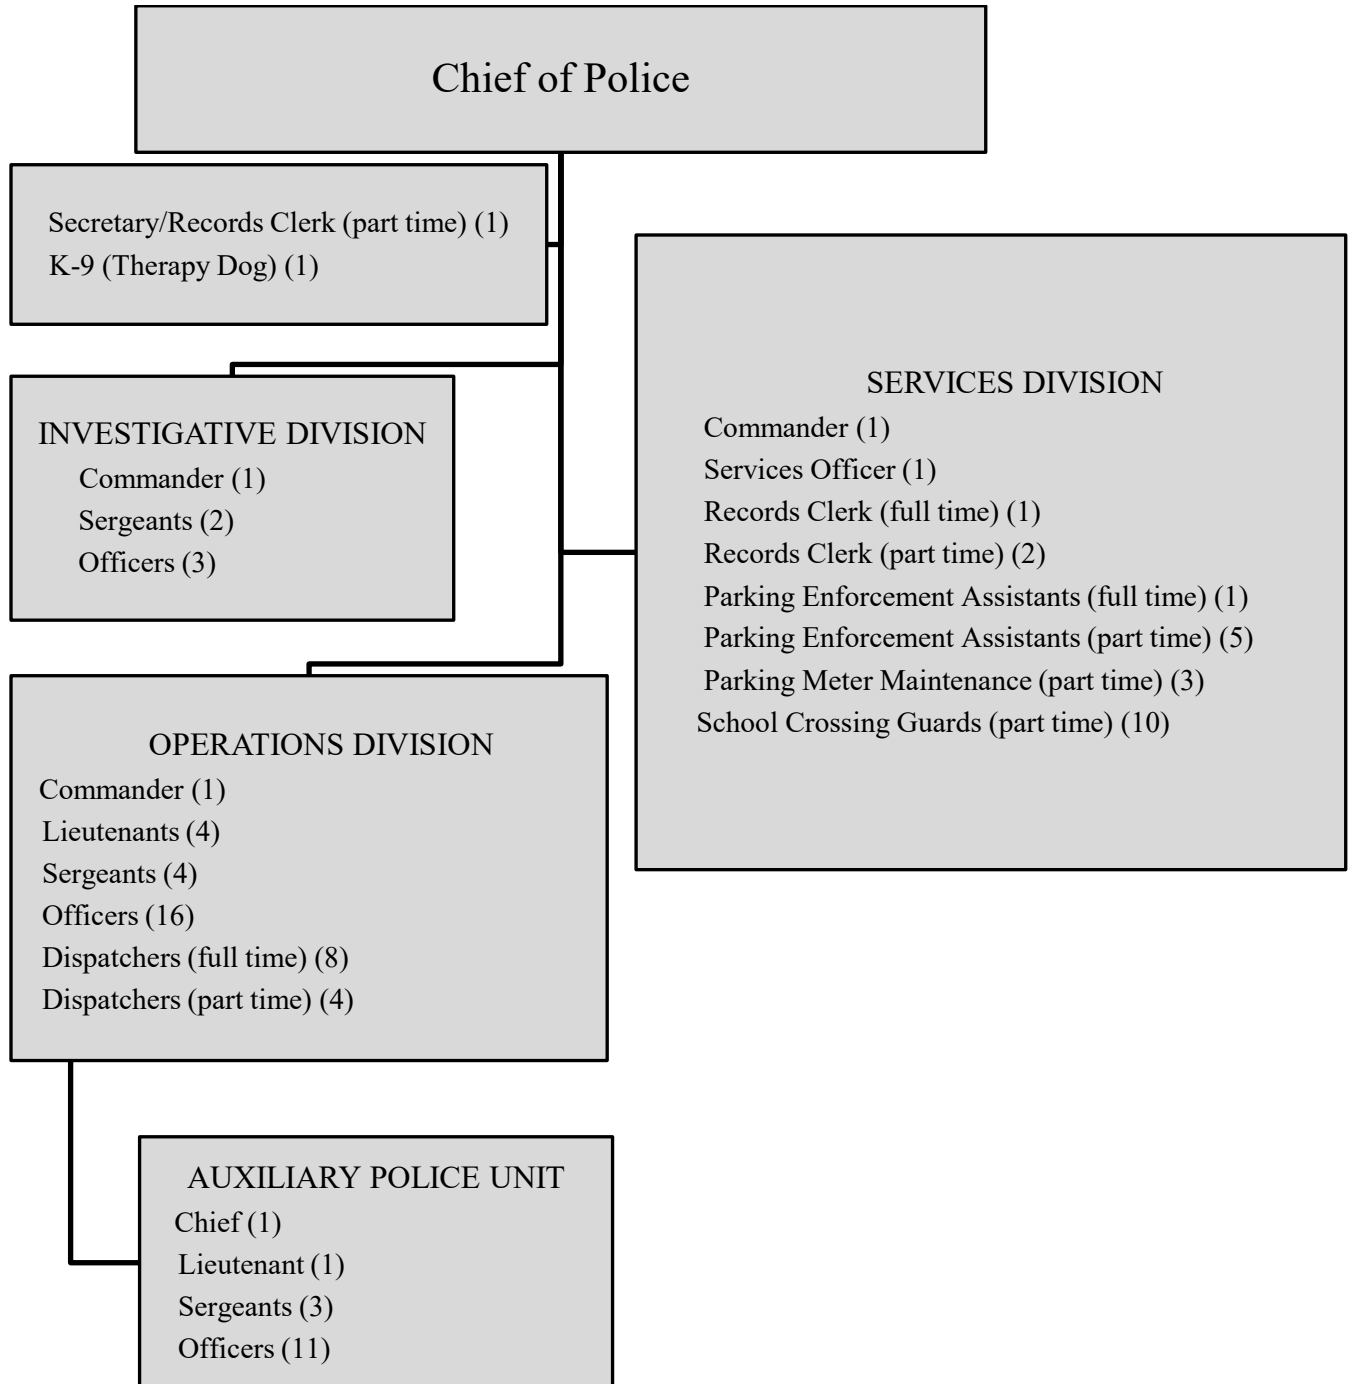 Chief of Police
Secretary/Records Clerk (part time) (1)
K-9 (Therapy Dog) (1)
INVESTIGATIVE DIVISION
Commander (1)
Sergeants (2)
Officers (3)
SERVICES DIVISION
Commander (1)
Services Officer (1)
Records Clerk (full time) (1)
Records Clerk (part time) (2)
Parking Enforcement Assistants (full time) (1)
Parking Enforcement Assistants (part time) (5)
Parking Meter Maintenance (part time) (3)
School Crossing Guards (part time) (10)
OPERATIONS DIVISION
Commander (1)
Lieutenants (4)
Sergeants (4)
Officers (16)
Dispatchers (full time) (8)
Dispatchers (part time) (4)
AUXILIARY POLICE UNIT
Chief (1)
Lieutenant (1)
Sergeants (3)
Officers (11)